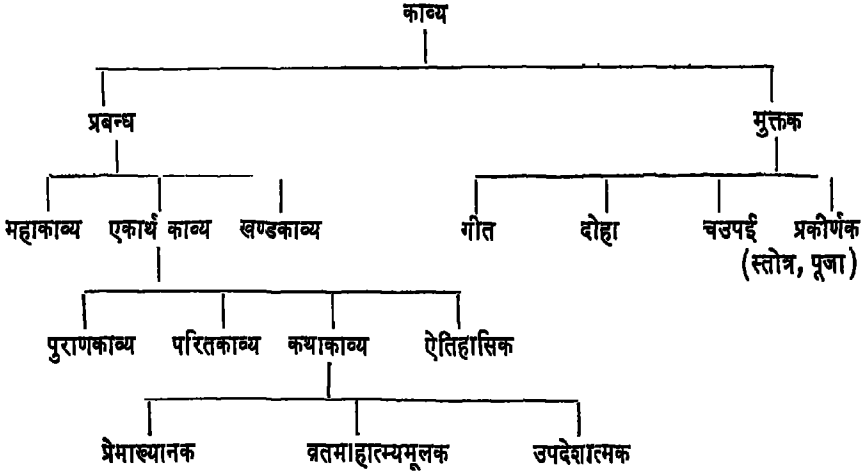 काव्य
प्रबन्ध मुक्तक
महाकाव्य एकार्थ काव्य खण्डकाव्य गीत दोहा चउपई प्रकीर्णक
(स्तोत्र, पूजा)
पुराणकाव्य परितकाव्य कथाकाव्य ऐतिहासिक
प्रेमाख्यानक व्रतमाहात्म्यमूलक उपदेशात्मक